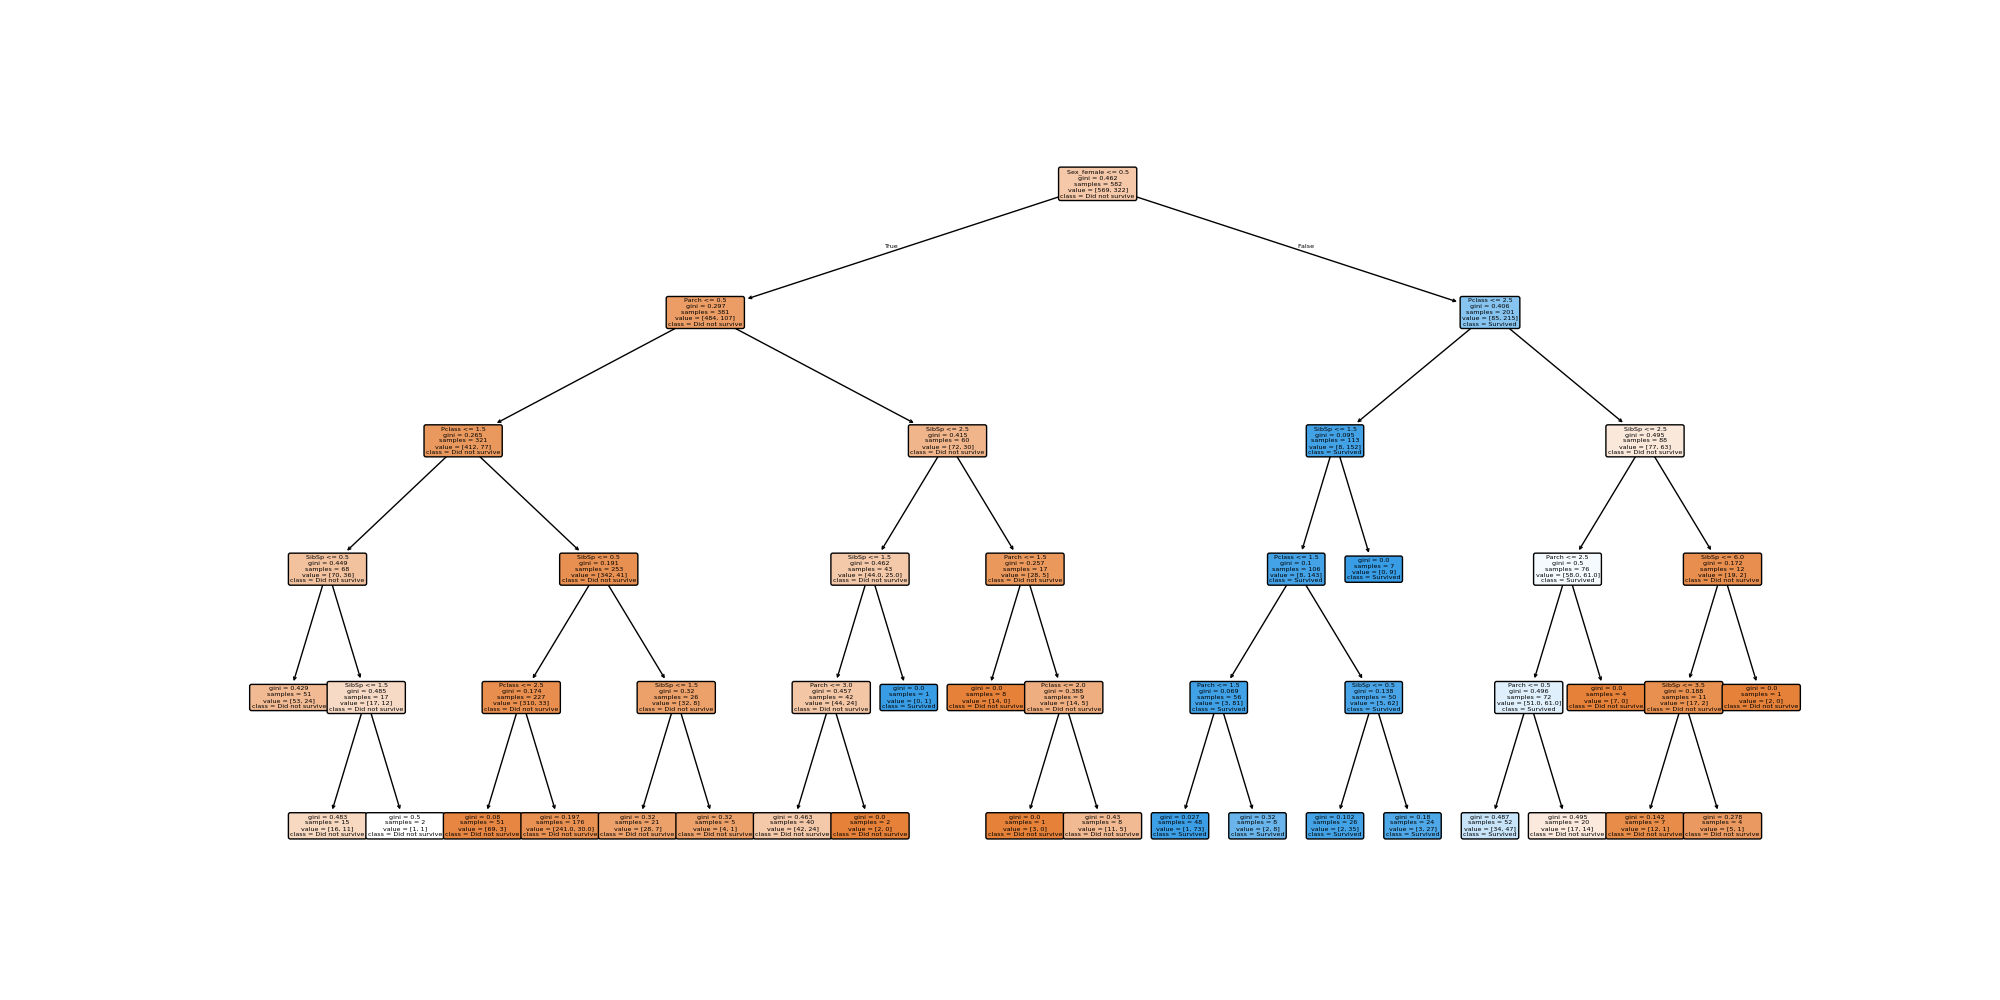 Sex_female <= 0.5
gini = 0.462
samples = 582
value = [569, 322]
class = Did not survive
True
False
Parch <= 0.5
gini = 0.297
samples = 381
value = [484, 107]
class = Did not survive
Pclass <= 2.5
gini = 0.406
samples = 201
value = [85, 215]
class = Survived
Pclass <= 1.5
gini = 0.265
samples = 321
value = [412, 77]
class = Did not survive
SibSp <= 2.5
gini = 0.415
samples = 60
value = [72, 30]
class = Did not survive
SibSp <= 1.5
gini = 0.095
samples = 113
value = [8, 152]
class = Survived
SibSp <= 2.5
gini = 0.495
samples = 88
value = [77, 63]
class = Did not survive
SibSp <= 0.5
gini = 0.449
samples = 68
value = [70, 36]
class = Did not survive
SibSp <= 0.5
gini = 0.191
samples = 253
value = [342, 41]
class = Did not survive
SibSp <= 1.5
gini = 0.462
samples = 43
value = [44.0, 25.0]
class = Did not survive
Parch <= 1.5
gini = 0.257
samples = 17
value = [28, 5]
class = Did not survive
Pclass <= 1.5
gini = 0.1
samples = 106
value = [8, 143]
class = Survived
gini = 0.0
samples = 7
value = [0, 9]
class = Survived
Parch <= 2.5
gini = 0.5
samples = 76
value = [58.0, 61.0]
class = Survived
SibSp <= 6.0
gini = 0.172
samples = 12
value = [19, 2]
class = Did not survive
gini = 0.429
samples = 51
value = [53, 24]
class = Did not survive
SibSp <= 1.5
gini = 0.485
samples = 17
value = [17, 12]
class = Did not survive
Pclass <= 2.5
gini = 0.174
samples = 227
value = [310, 33]
class = Did not survive
SibSp <= 1.5
gini = 0.32
samples = 26
value = [32, 8]
class = Did not survive
Parch <= 3.0
gini = 0.457
samples = 42
value = [44, 24]
class = Did not survive
gini = 0.0
samples = 1
value = [0, 1]
class = Survived
gini = 0.0
samples = 8
value = [14, 0]
class = Did not survive
Pclass <= 2.0
gini = 0.388
samples = 9
value = [14, 5]
class = Did not survive
Parch <= 1.5
gini = 0.069
samples = 56
value = [3, 81]
class = Survived
SibSp <= 0.5
gini = 0.138
samples = 50
value = [5, 62]
class = Survived
Parch <= 0.5
gini = 0.496
samples = 72
value = [51.0, 61.0]
class = Survived
gini = 0.0
samples = 4
value = [7, 0]
class = Did not survive
SibSp <= 3.5
gini = 0.188
samples = 11
value = [17, 2]
class = Did not survive
gini = 0.0
samples = 1
value = [2, 0]
class = Did not survive
gini = 0.483
samples = 15
value = [16, 11]
class = Did not survive
gini = 0.5
samples = 2
value = [1, 1]
class = Did not survive
gini = 0.08
samples = 51
value = [69, 3]
class = Did not survive
gini = 0.197
samples = 176
value = [241.0, 30.0]
class = Did not survive
gini = 0.32
samples = 21
value = [28, 7]
class = Did not survive
gini = 0.32
samples = 5
value = [4, 1]
class = Did not survive
gini = 0.463
samples = 40
value = [42, 24]
class = Did not survive
gini = 0.0
samples = 2
value = [2, 0]
class = Did not survive
gini = 0.0
samples = 1
value = [3, 0]
class = Did not survive
gini = 0.43
samples = 8
value = [11, 5]
class = Did not survive
gini = 0.027
samples = 48
value = [1, 73]
class = Survived
gini = 0.32
samples = 8
value = [2, 8]
class = Survived
gini = 0.102
samples = 26
value = [2, 35]
class = Survived
gini = 0.18
samples = 24
value = [3, 27]
class = Survived
gini = 0.487
samples = 52
value = [34, 47]
class = Survived
gini = 0.495
samples = 20
value = [17, 14]
class = Did not survive
gini = 0.142
samples = 7
value = [12, 1]
class = Did not survive
gini = 0.278
samples = 4
value = [5, 1]
class = Did not survive